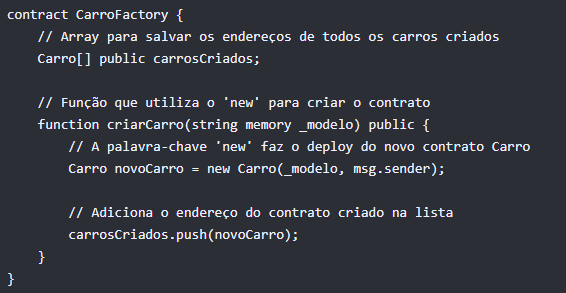 contract CarroFactory {
    // Array para salvar os endereços de todos os carros criados
    Carro[] public carrosCriados;

    // Função que utiliza o 'new' para criar o contrato
    function criarCarro(string memory _modelo) public {
        // A palavra-chave 'new' faz o deploy do novo contrato Carro
        Carro novoCarro = new Carro(_modelo, msg.sender);

        // Adiciona o endereço do contrato criado na lista
        carrosCriados.push(novoCarro);
    }
}